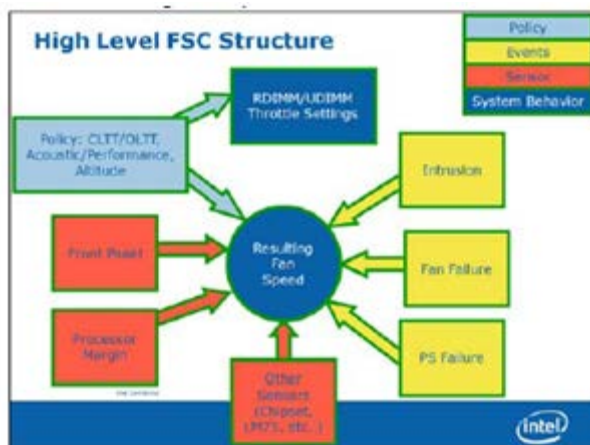 High Level FSC Structure
Policy
Events
Sensor
System Behavior
RDIMM/UDIMM
Throttle Settings
Policy: CLTT/OLTT,
Acoustic/Performance,
Altitude
Intrusion
Front Panel
Resulting
Fan
Speed
Fan Failure
Processor
Margin
PS Failure
Other
Sensors
(Chipset,
LM75, etc. )
intel